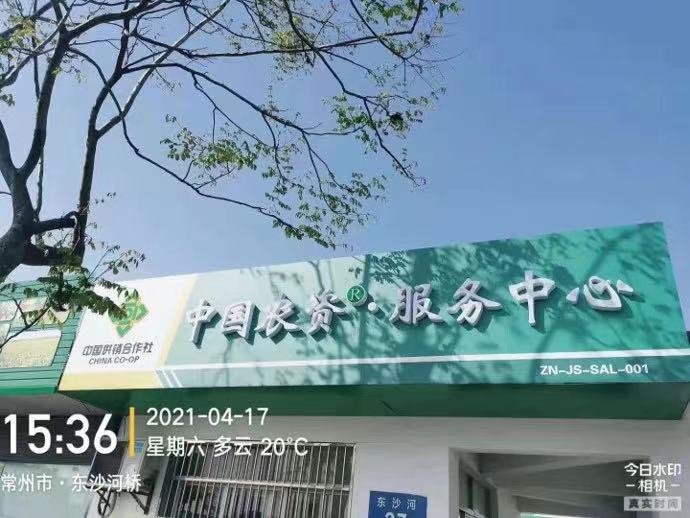 中国农资®·服务中心
中国供销合作社
CHINA CO-OP
ZN-JS-SAL-001
15:36
2021-04-17
星期六 多云 20°C
常州市·东沙河桥
东沙河
今日水印
-相机-
真实时间